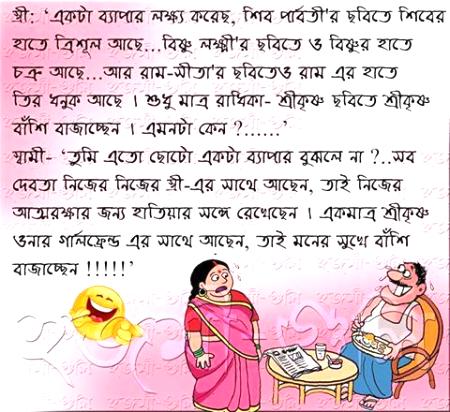 স্ত্রী: ‘একটা ব্যাপার লক্ষ্য করেছ, শিব পার্বতী'র ছবিতে শিবের
হাতে ত্রিশূল আছে...বিষ্ণু লক্ষ্মী'র ছবিতে ও বিষ্ণুর হাতে
চক্র আছে...আর রাম-সীতা'র ছবিতেও রাম এর হাতে
তির ধনুক আছে । শুধু মাত্র রাধিকা- শ্রীকৃষ্ণ ছবিতে শ্রীকৃষ্ণ
বাঁশি বাজাচ্ছেন । এমনটা কেন ?......’
স্বামী- ‘তুমি এতো ছোটো একটা ব্যাপার বুঝলে না ?..সব
দেবতা নিজের নিজের স্ত্রী-এর সাথে আছেন, তাই নিজের
আত্মরক্ষার জন্য হাতিয়ার সঙ্গে রেখেছেন । একমাত্র শ্রীকৃষ্ণ
ওনার গার্লফ্রেন্ড এর সাথে আছেন, তাই মনের সুখে বাঁশি
বাজাচ্ছেন !!!!!’